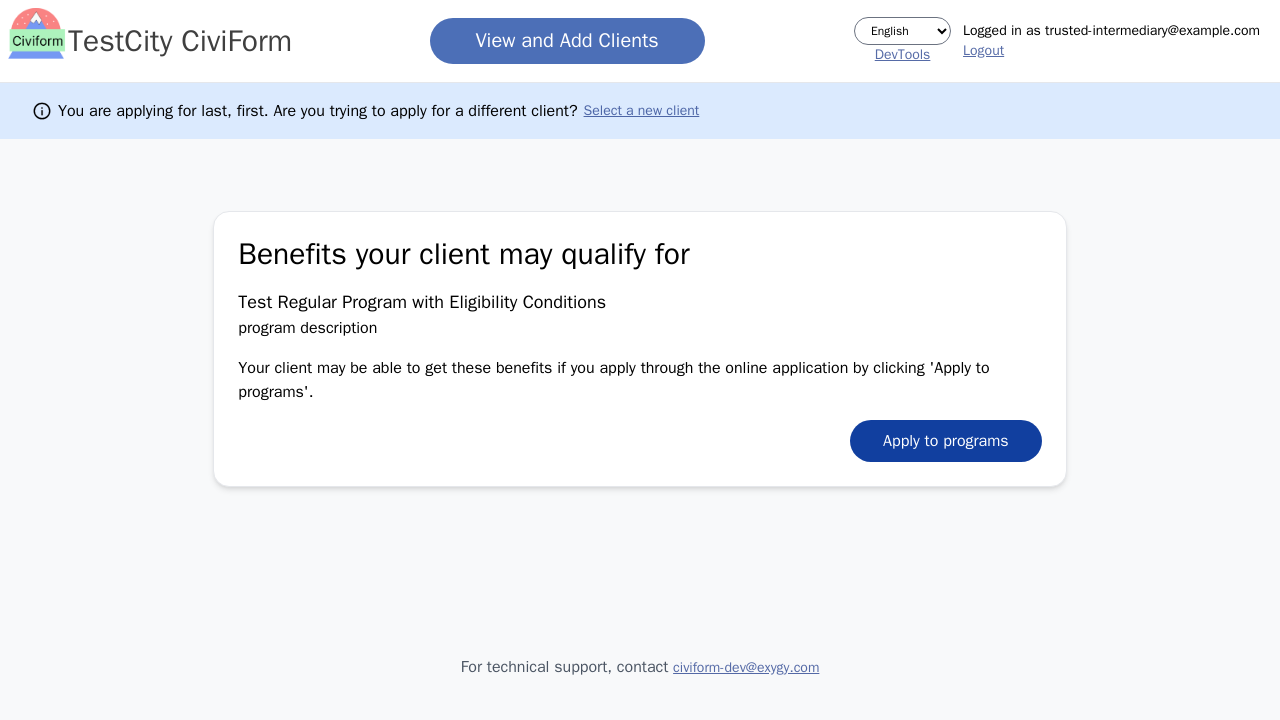 Civiform
TestCity CiviForm
View and Add Clients
English
DevTools
Logged in as trusted-intermediary@example.com
Logout
You are applying for last, first. Are you trying to apply for a different client? Select a new client
Benefits your client may qualify for
Test Regular Program with Eligibility Conditions
program description
Your client may be able to get these benefits if you apply through the online application by clicking 'Apply to
programs'.
Apply to programs
For technical support, contact civiform-dev@exygy.com